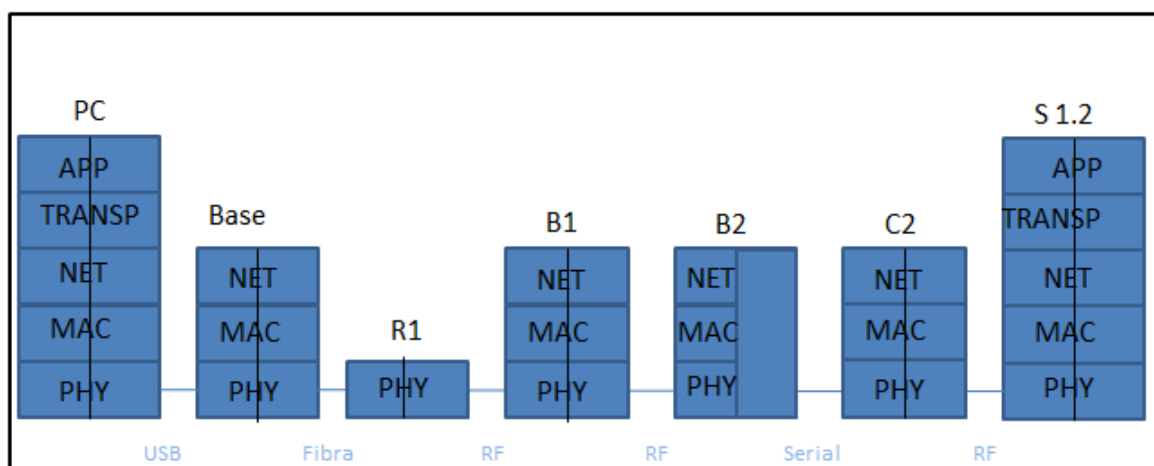 PC
S 1.2
APP
APP
TRANSP
Base
B1
B2
C2
TRANSP
NET
NET
NET
NET
NET
NET
MAC
MAC
R1
MAC
MAC
MAC
MAC
PHY
PHY
PHY
PHY
PHY
PHY
PHY
USB
Fibra
RF
RF
Serial
RF